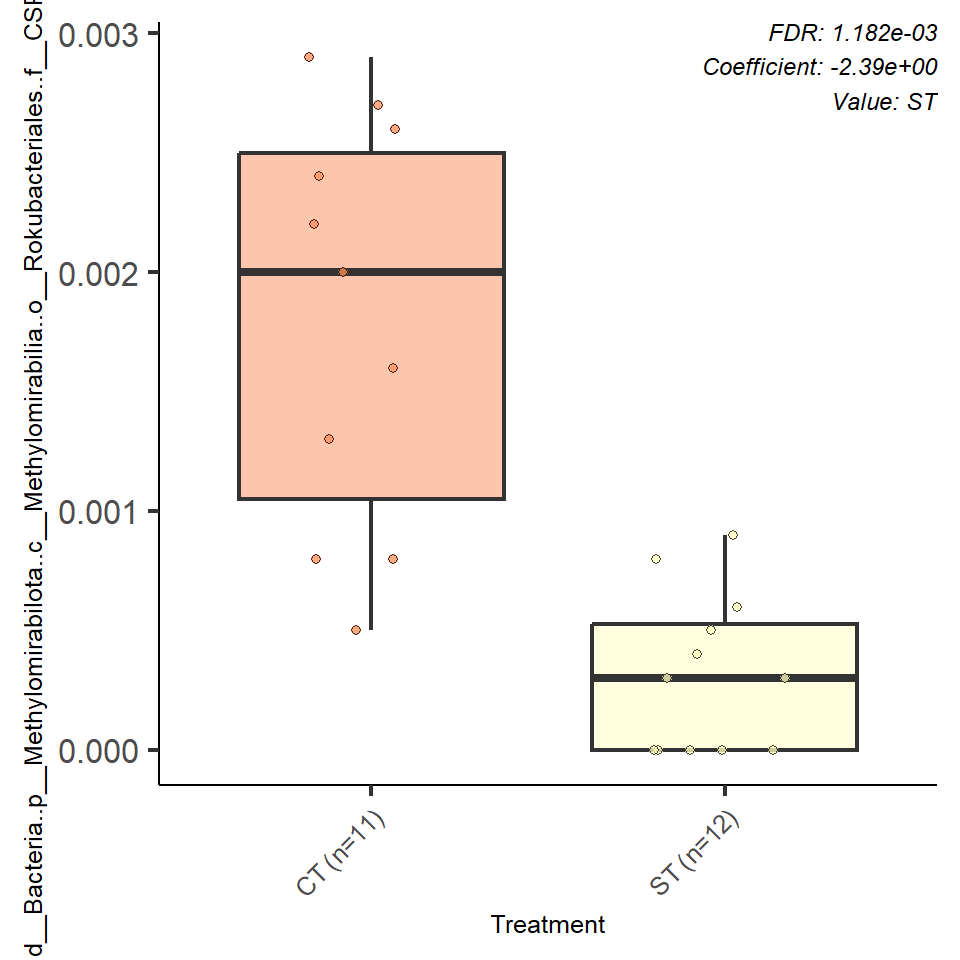 FDR: 1.182e-03
Coefficient: -2.39e+00
Value: ST
d__Bacteria..p__Methylomirabilota..c__Methylomirabilia..o__Rokubacteriales..f__
0.003
0.002
0.001
0.000
CT (n=11)
ST (n=12)
Treatment